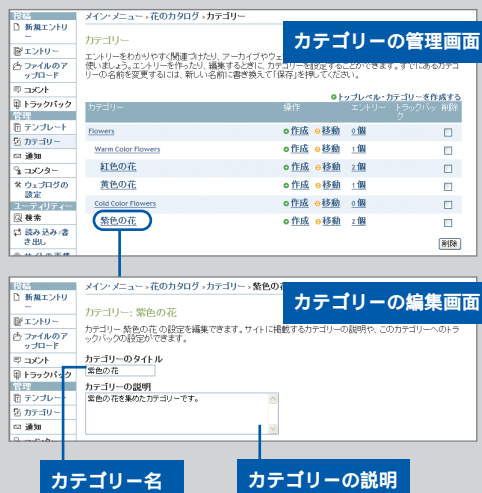 投稿
新規エントリー
エントリー
ファイルのアップロード
コメント
トラックバック
管理
テンプレート
カテゴリー
通知
コメンター
ウェブログの設定
ユーティリティー
検索
読み込み/書き出し
メイン・メニュー > 花のカタログ > カテゴリー
カテゴリーの管理画面
カテゴリー
エントリーをわかりやすく関連づけたり、アーカイブやウェ
使いましょう。エントリーを作ったり、編集するときに、カテゴリーを設定することができます。すでにあるカテゴ
リーの名前を変更するには、新しい名前に書き換えて「保存」を押してください。
トップレベル・カテゴリーを作成する
カテゴリー 操作 エントリー トラックバック 削除
Flowers 作成 移動 0個
Warm Color Flowers 作成 移動 1個
紅色の花 作成 移動 2個
黄色の花 作成 移動 0個
Cold Color Flowers 作成 移動 1個
紫色の花 作成 移動 2個
削除
投稿
新規エントリー
エントリー
ファイルのアップロード
コメント
トラックバック
管理
テンプレート
カテゴリー
通知
メイン・メニュー > 花のカタログ > カテゴリー > 紫色の花
カテゴリーの編集画面
カテゴリー: 紫色の花
カテゴリー 紫色の花 の設定を編集できます。サイトに掲載するカテゴリーの説明や、このカテゴリーへのトラ
ックバックの設定ができます。
カテゴリーのタイトル
紫色の花
カテゴリーの説明
紫色の花を集めたカテゴリーです。
カテゴリー名
カテゴリーの説明